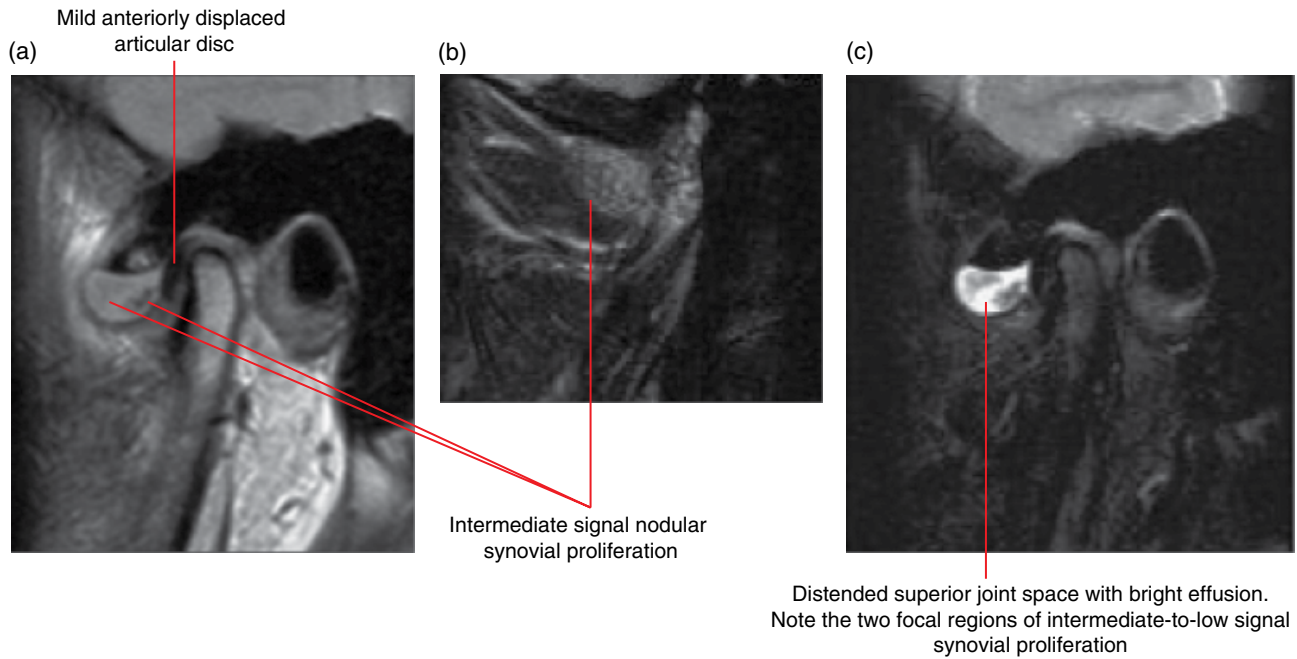 Mild anteriorly displaced
articular disc
(a)
(b)
(c)
Intermediate signal nodular
synovial proliferation
Distended superior joint space with bright effusion.
Note the two focal regions of intermediate-to-low signal
synovial proliferation